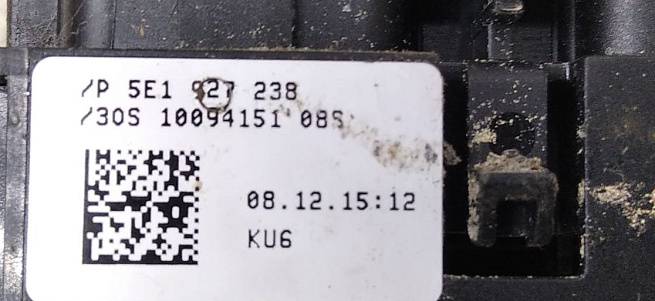 /P 5E1 927 238
/30S 10094151 08S
08.12.15:12
KU6